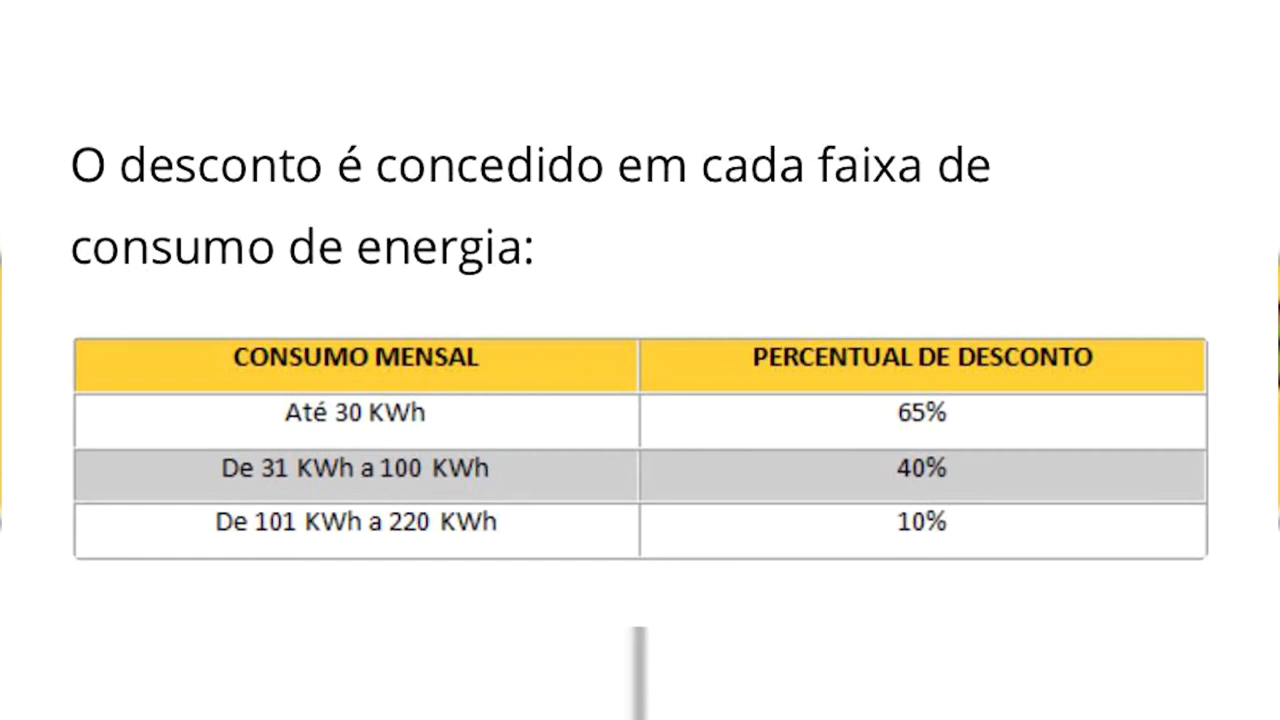 O desconto é concedido em cada faixa de
consumo de energia:
CONSUMO MENSAL PERCENTUAL DE DESCONTO
Até 30 KWh 65%
De 31 KWh a 100 KWh 40%
De 101 KWh a 220 KWh 10%